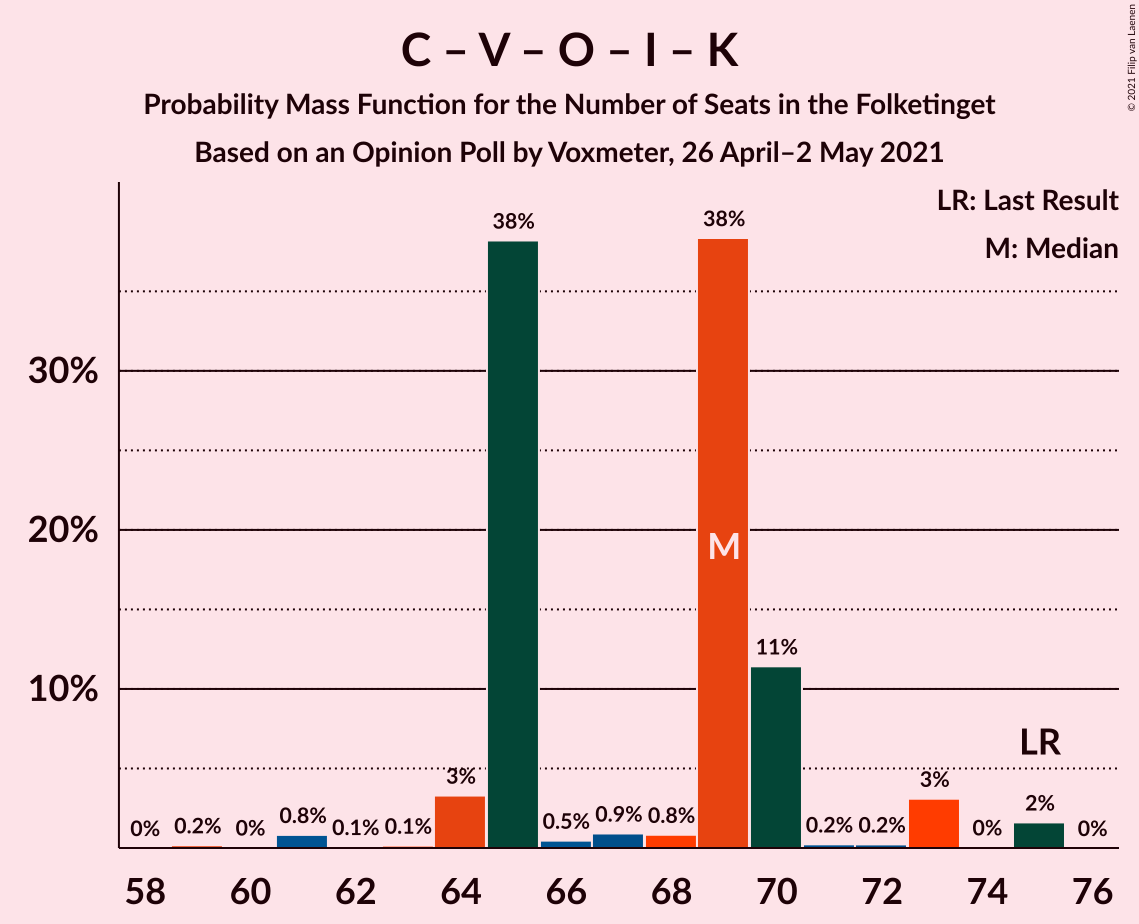 C – V – O – I – K
Probability Mass Function for the Number of Seats in the Folketinget
Based on an Opinion Poll by Voxmeter, 26 April–2 May 2021
© 2021 Filip van Laenen
LR: Last Result
M: Median
30%
20%
10%
0%
0.2%
0%
0.8%
0.1%
0.1%
3%
38%
0.5%
0.9%
0.8%
38%
M
11%
0.2%
0.2%
3%
0%
LR
2%
0%
58 60 62 64 66 68 70 72 74 76